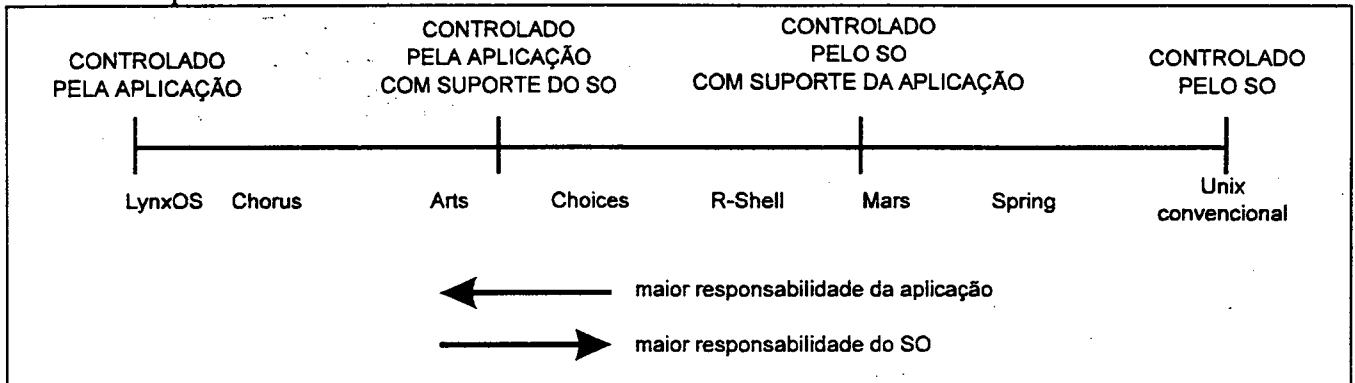 CONTROLADO
PELA APLICAÇÃO
CONTROLADO
PELA APLICAÇÃO
COM SUPORTE DO SO
CONTROLADO
PELO SO
COM SUPORTE DA APLICAÇÃO
CONTROLADO
PELO SO
LynxOS Chorus Arts Choices R-Shell Mars Spring Unix
convencional
maior responsabilidade da aplicação
maior responsabilidade do SO